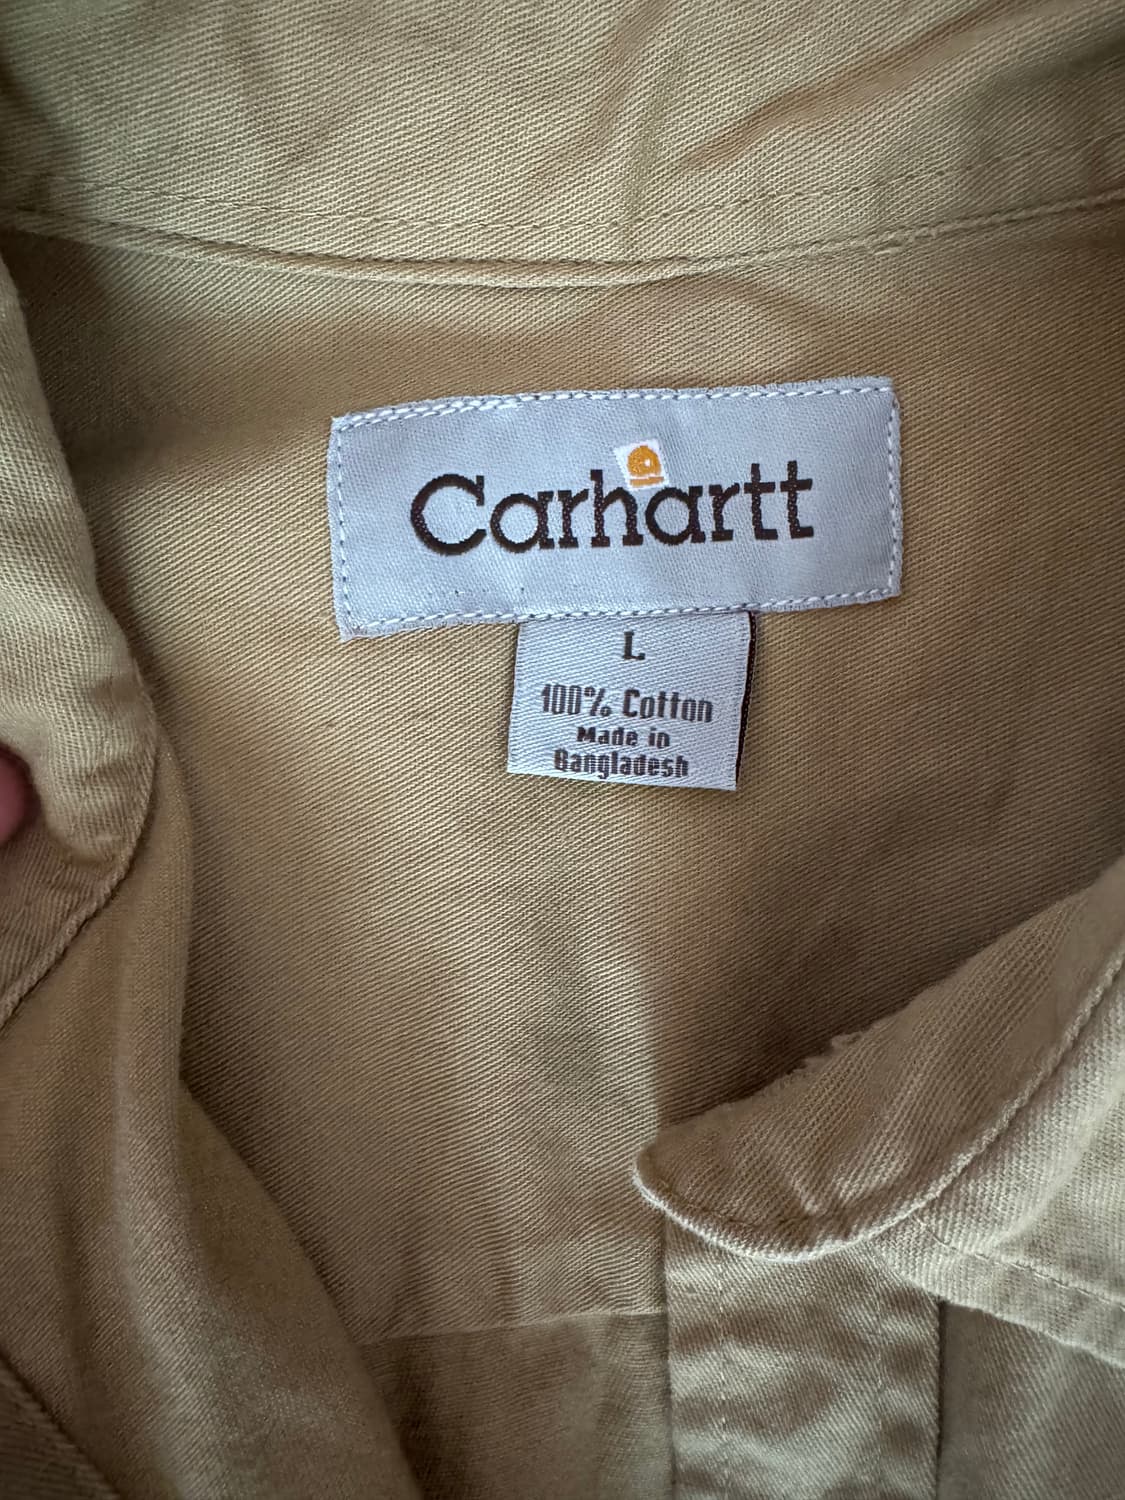 Carhartt
L
100% Cotton
Made in
Bangladesh